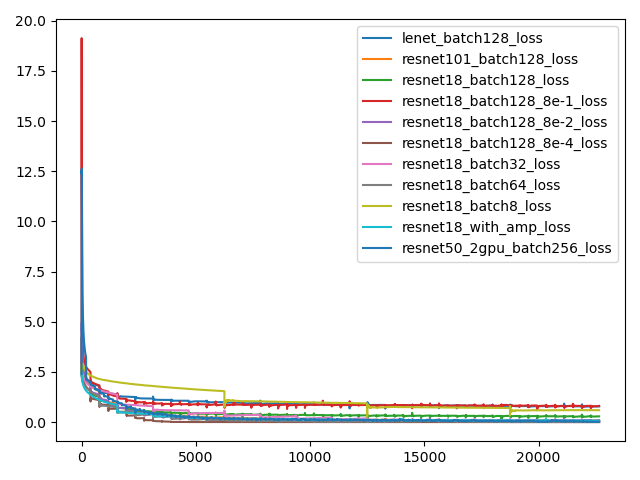 20.0
17.5
15.0
12.5
10.0
7.5
5.0
2.5
0.0
0
5000
10000
15000
20000
lenet_batch128_loss
resnet101_batch128_loss
resnet18_batch128_loss
resnet18_batch128_8e-1_loss
resnet18_batch128_8e-2_loss
resnet18_batch128_8e-4_loss
resnet18_batch32_loss
resnet18_batch64_loss
resnet18_batch8_loss
resnet18_with_amp_loss
resnet50_2gpu_batch256_loss